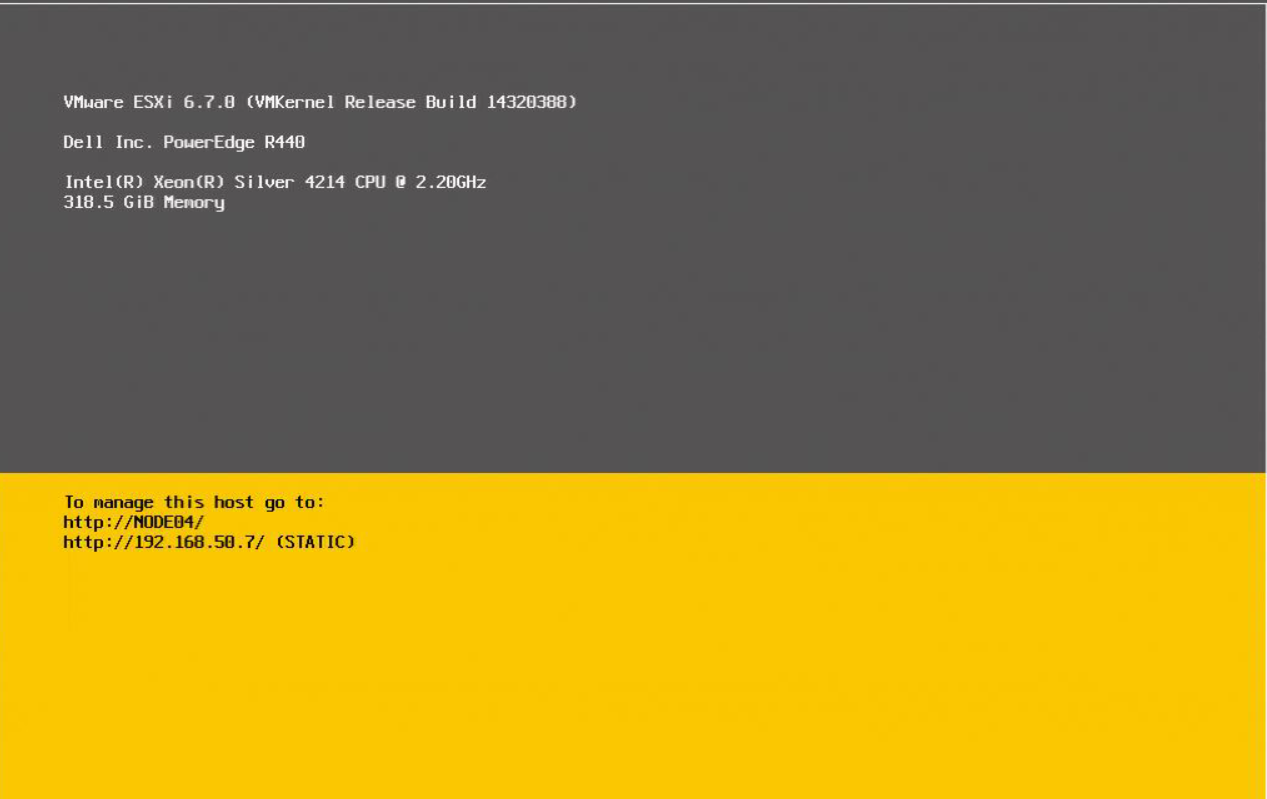 VMware ESXi 6.7.0 (VMKernel Release Build 14320388)
Dell Inc. PowerEdge R440
Intel(R) Xeon(R) Silver 4214 CPU @ 2.20GHz
318.5 GiB Memory
To manage this host go to:
http://NODE04/
http://192.168.50.7/ (STATIC)